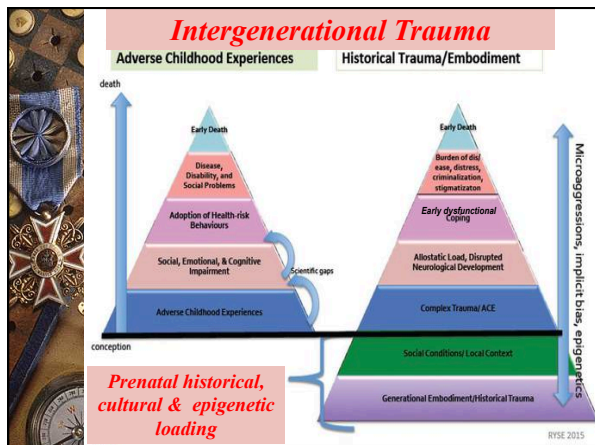 Intergenerational Trauma
Adverse Childhood Experiences
Historical Trauma/Embodiment
death
Early Death
Disease,
Disability, and
Social Problems
Adoption of Health-risk
Behaviours
Social, Emotional, & Cognitive
Impairment
Scientific gaps
Adverse Childhood Experiences
conception
Early Death
Burden of dis/
ease, distress,
criminalization,
stigmatizaton
Early dysfunctional
Coping
Allostatic Load, Disrupted
Neurological Development
Complex Trauma/ ACE
Social Conditions/ Local Context
Generational Embodiment/Historical Trauma
Microaggressions, implicit bias, epigenetics
Prenatal historical,
cultural & epigenetic
loading
RYSE 2015